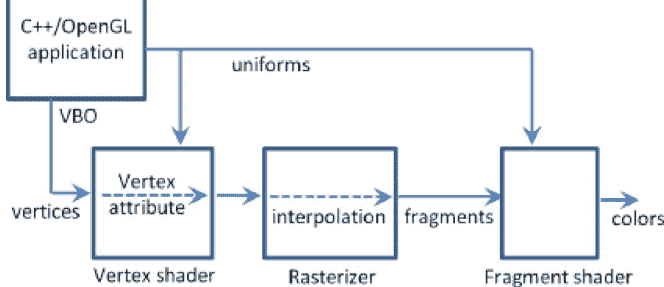 C++/OpenGL
application
uniforms
VBO
Vertex
attribute
vertices
interpolation
fragments
colors
Vertex shader
Rasterizer
Fragment shader